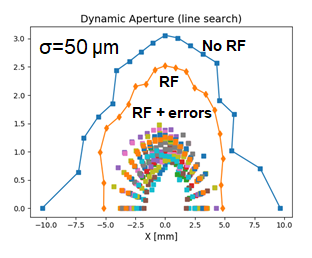 Dynamic Aperture (line search)
σ=50 μm
No RF
RF
RF + errors
3.0
2.5
2.0
1.5
1.0
0.5
0.0
−10.0 −7.5 −5.0 −2.5 0.0 2.5 5.0 7.5 10.0
X [mm]